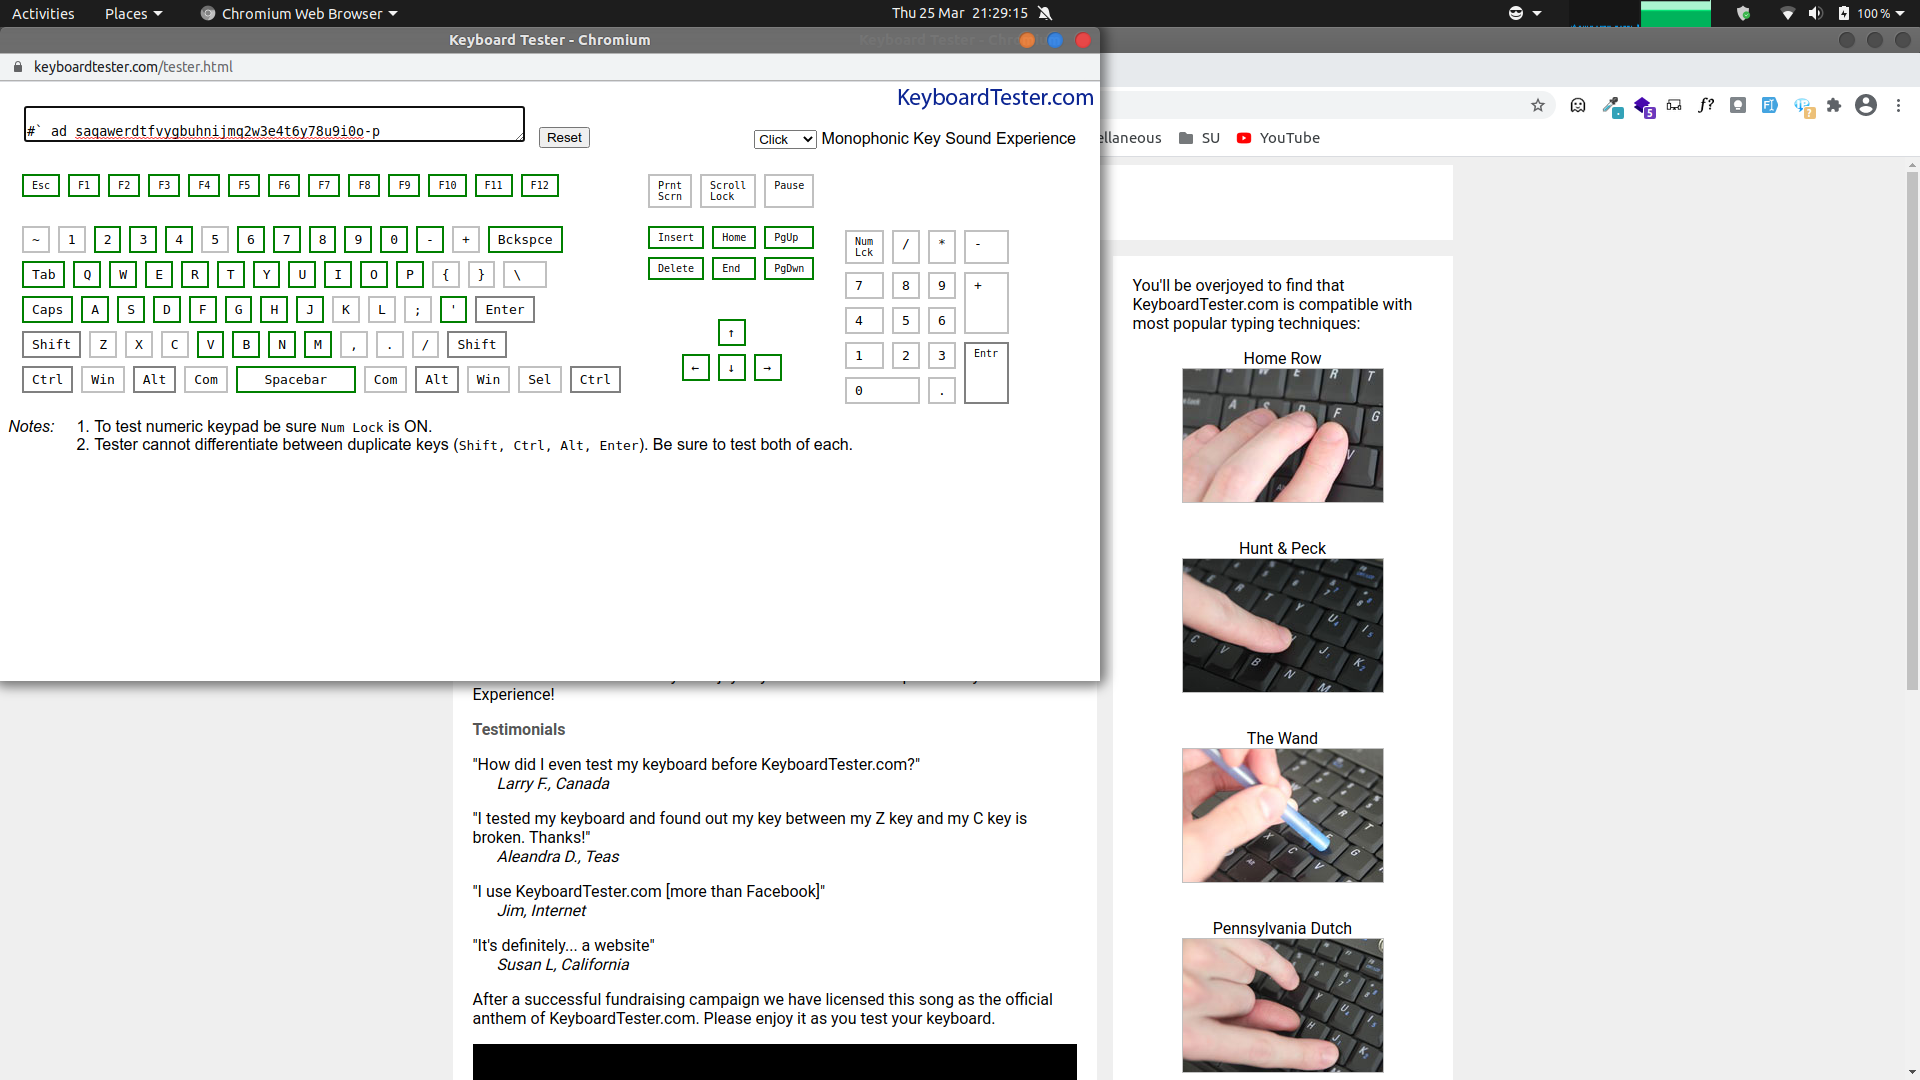 Activities Places Chromium Web Browser Thu 25 Mar 21:29:15 100 %
Keyboard Tester - Chromium
keyboardtester.com/tester.html
KeyboardTester.com
#` ad saqawerdtfvygbuhnijmq2w3e4t6y78u9i0o-p
Reset
Click Monophonic Key Sound Experience
Esc F1 F2 F3 F4 F5 F6 F7 F8 F9 F10 F11 F12
Prnt Scrn Scroll Lock Pause
~ 1 2 3 4 5 6 7 8 9 0 - + Bckspce
Tab Q W E R T Y U I O P { } \
Caps A S D F G H J K L ; ' Enter
Shift Z X C V B N M , . / Shift
Ctrl Win Alt Com Spacebar Com Alt Win Sel Ctrl
Insert Home PgUp
Delete End PgDwn
↑
← ↓ →
Num Lck / * -
7 8 9 +
4 5 6
1 2 3 Entr
0 .
Notes: 1. To test numeric keypad be sure Num Lock is ON.
2. Tester cannot differentiate between duplicate keys (Shift, Ctrl, Alt, Enter). Be sure to test both of each.
ellaneous SU YouTube
You'll be overjoyed to find that
KeyboardTester.com is compatible with
most popular typing techniques:
Home Row
Hunt & Peck
The Wand
Pennsylvania Dutch
Experience!
Testimonials
"How did I even test my keyboard before KeyboardTester.com?"
Larry F., Canada
"I tested my keyboard and found out my key between my Z key and my C key is
broken. Thanks!"
Aleandra D., Teas
"I use KeyboardTester.com [more than Facebook]"
Jim, Internet
"It's definitely... a website"
Susan L, California
After a successful fundraising campaign we have licensed this song as the official
anthem of KeyboardTester.com. Please enjoy it as you test your keyboard.